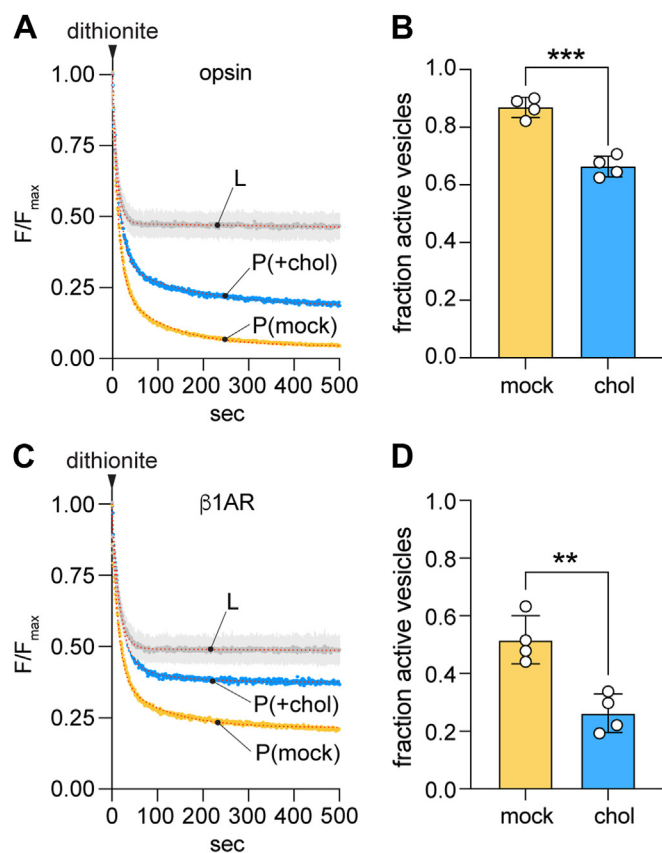 A
dithionite
opsin
1.00
0.75
0.50
0.25
0.00
F/Fmax
L
P(+chol)
P(mock)
0 100 200 300 400 500
sec
B
***
1.0
0.8
0.6
0.4
0.2
0.0
fraction active vesicles
mock chol
C
dithionite
β1AR
1.00
0.75
0.50
0.25
0.00
F/Fmax
L
P(+chol)
P(mock)
0 100 200 300 400 500
sec
D
**
1.0
0.8
0.6
0.4
0.2
0.0
fraction active vesicles
mock chol